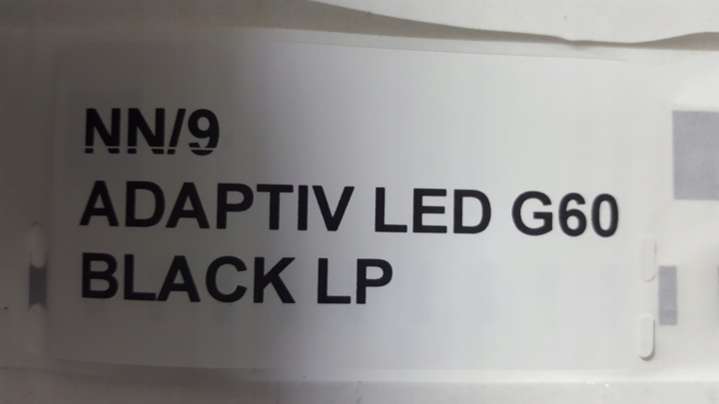 NN/9
ADAPTIV LED G60
BLACK LP